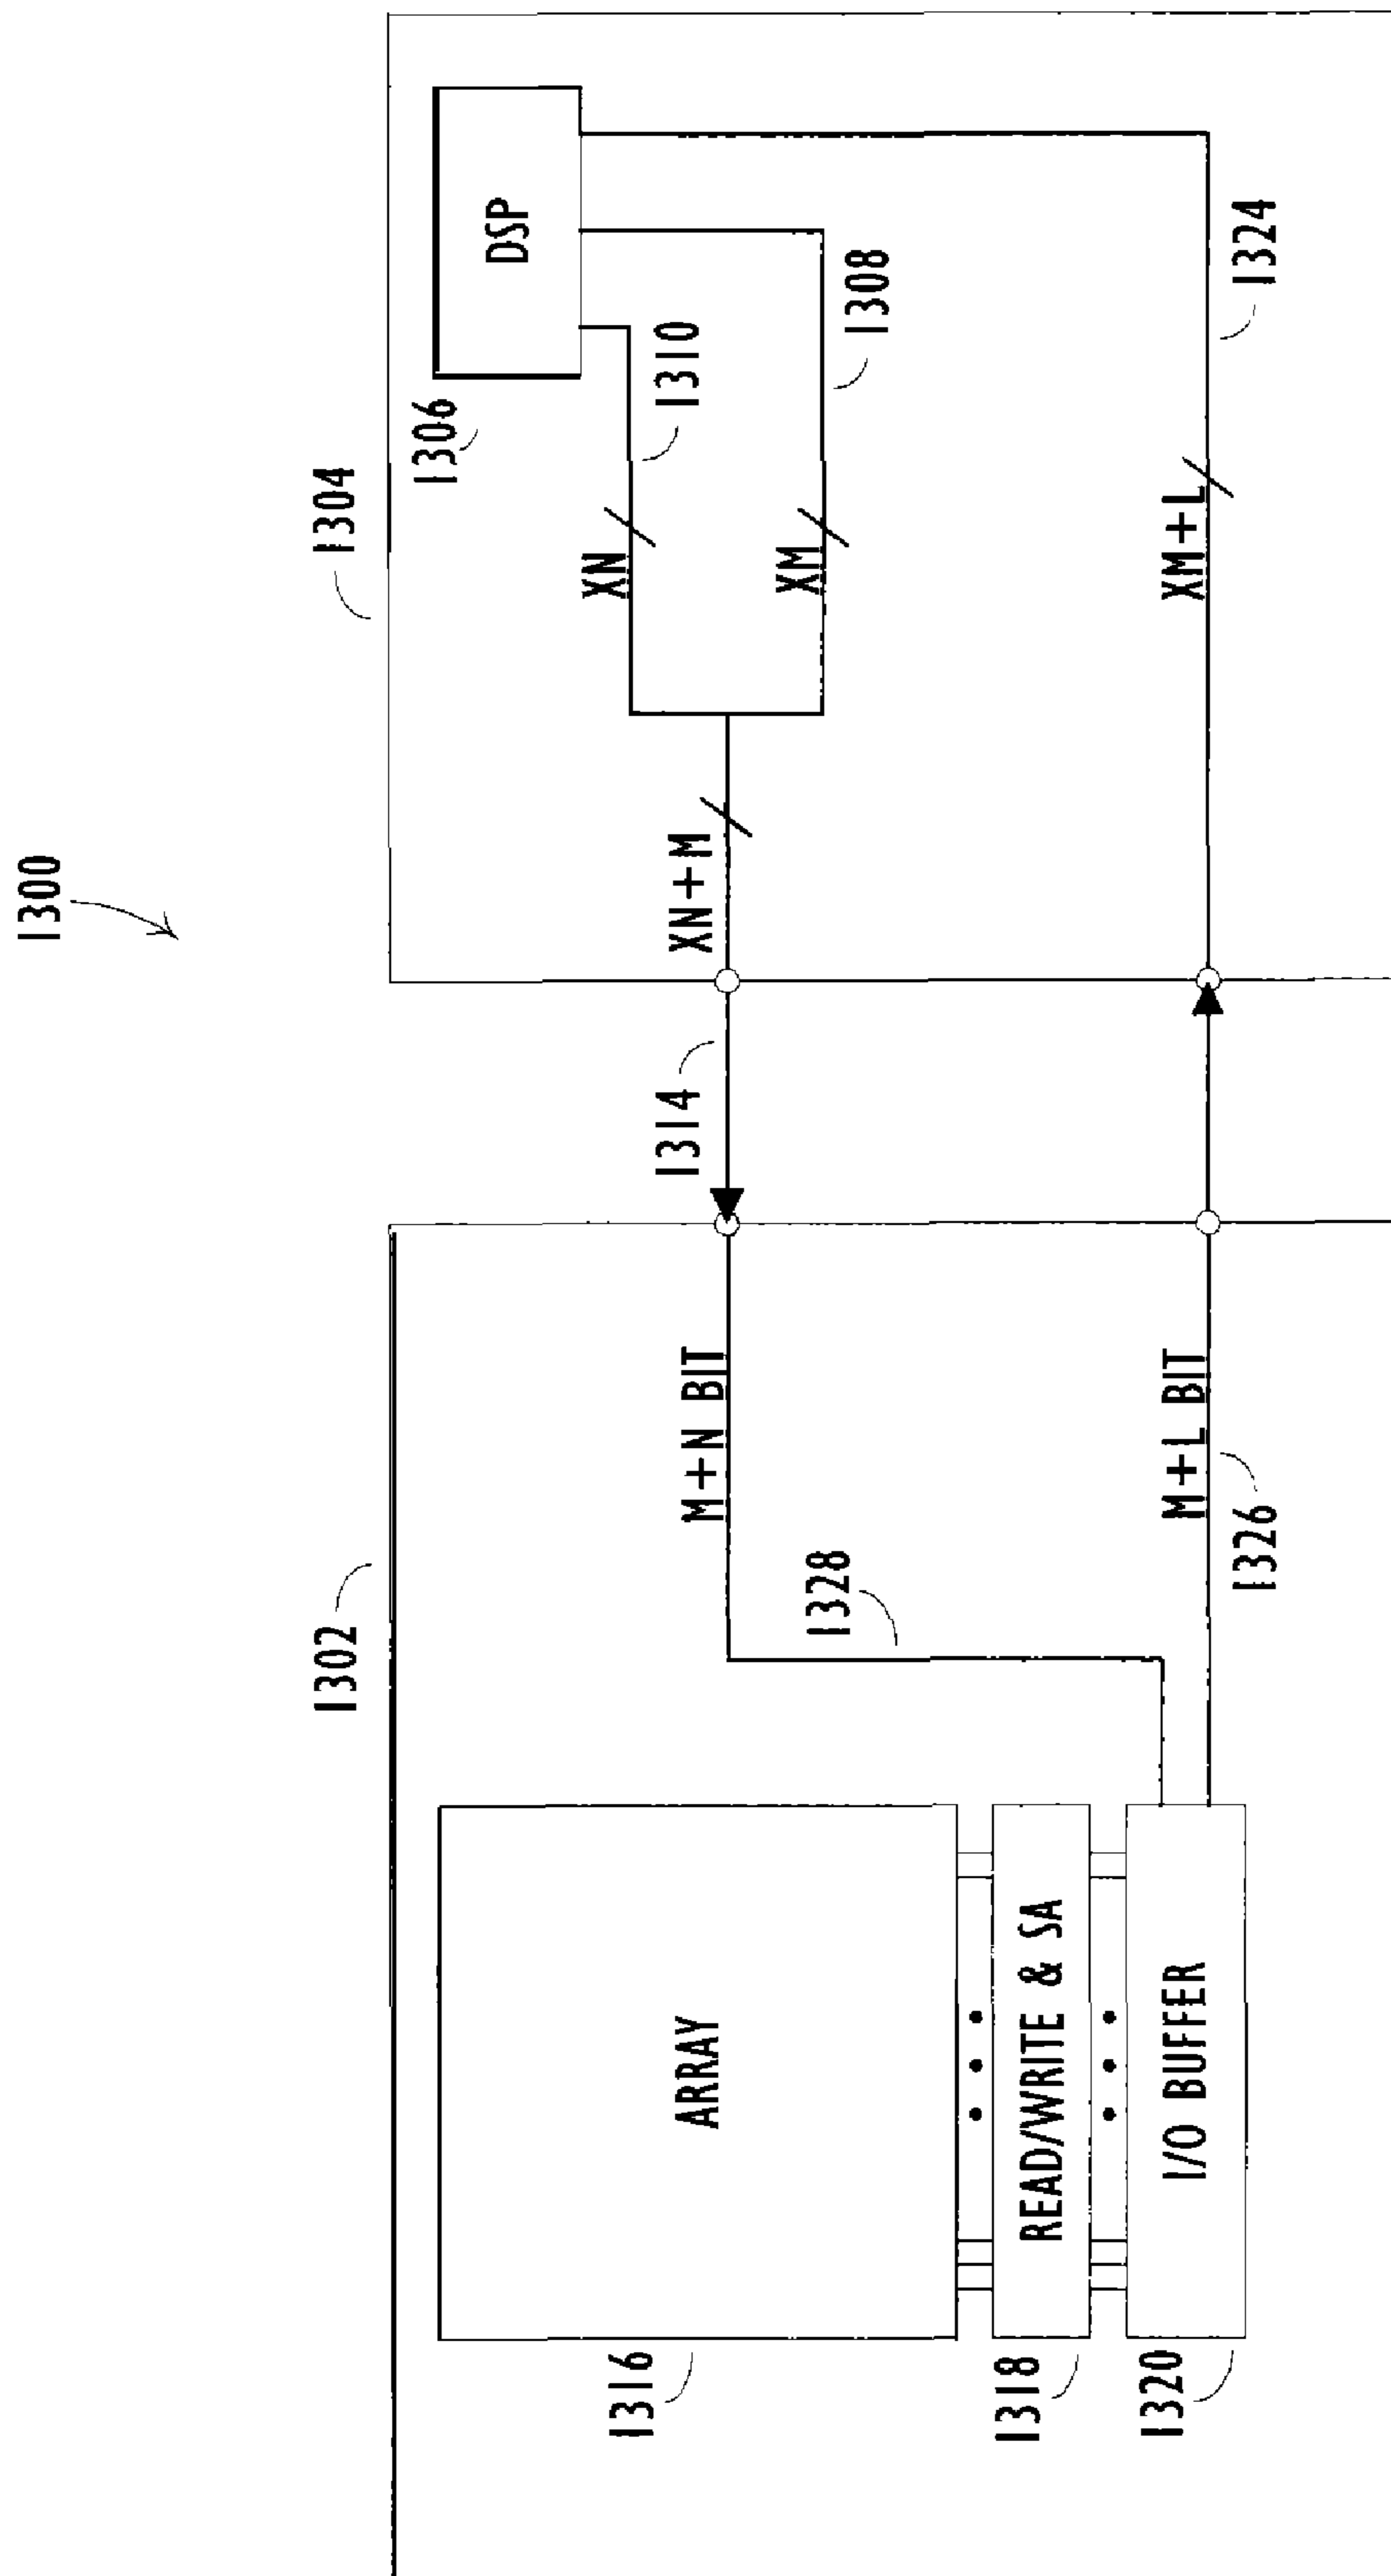 1300
1302
1304
1316
ARRAY
1318
READ/WRITE & SA
1320
I/O BUFFER
1328
M+N BIT
M+L BIT
1326
1314
XN+M
XN
1310
XM
1308
1306
DSP
XM+L
1324